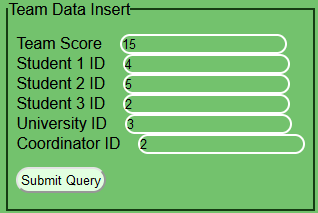 Team Data Insert
Team Score 15
Student 1 ID 4
Student 2 ID 5
Student 3 ID 2
University ID 3
Coordinator ID 2
Submit Query